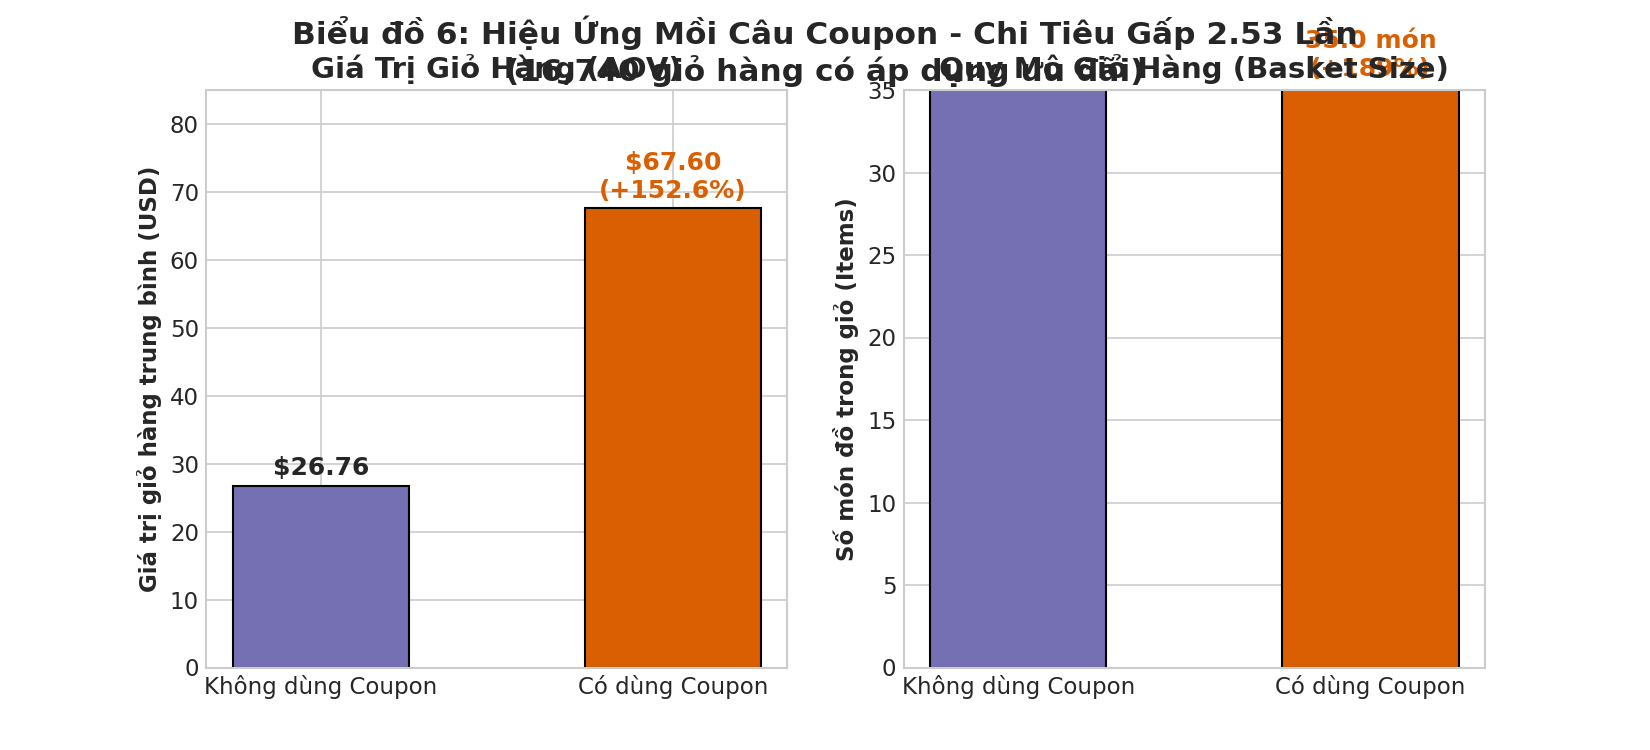 Biểu đồ 6: Hiệu Ứng Mồi Câu Coupon - Chi Tiêu Gấp 2.53 Lần
(16,740 giỏ hàng có áp dụng ưu đãi)
Giá Trị Giỏ Hàng (AOV)
Giá trị giỏ hàng trung bình (USD)
80
70
60
50
40
30
20
10
0
$26.76
$67.60
(+152.6%)
Không dùng Coupon
Có dùng Coupon
Quy Mô Giỏ Hàng (Basket Size)
món
Số món đồ trong giỏ (Items)
35
30
25
20
15
10
5
0
Không dùng Coupon
Có dùng Coupon